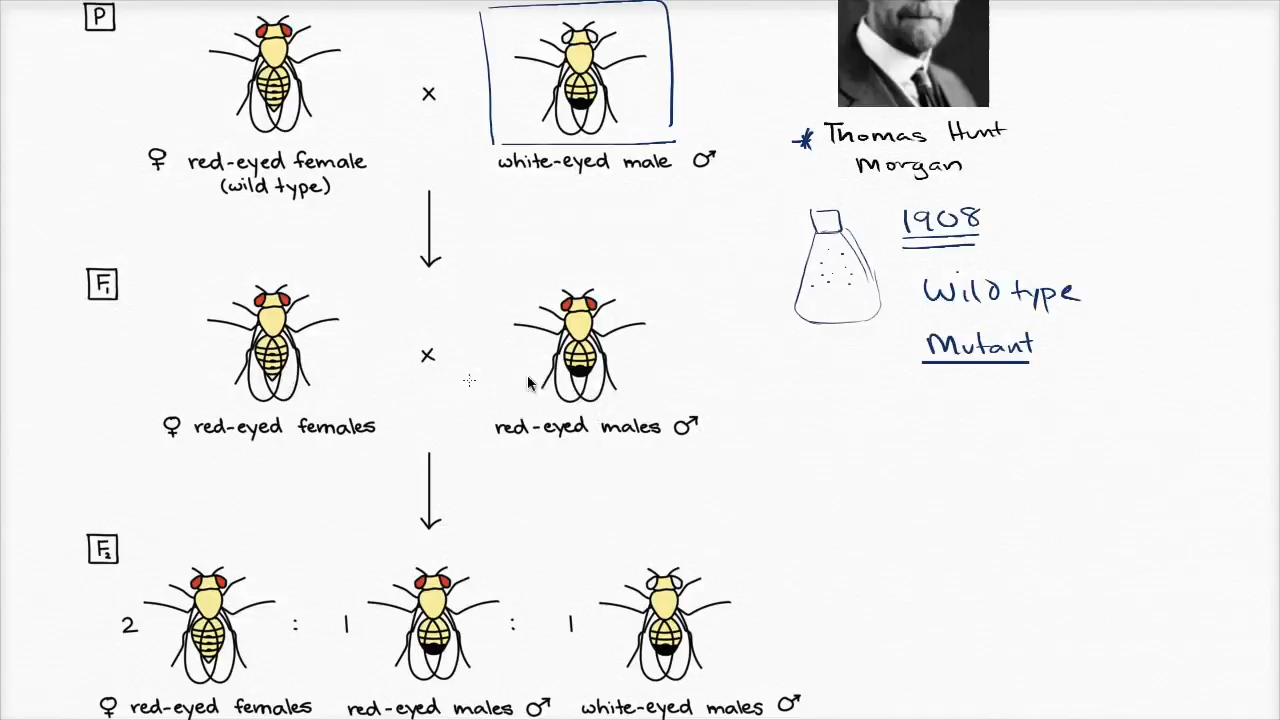 P
x
♀ red-eyed female
(wild type)
white-eyed male ♂
* Thomas Hunt
Morgan
1908
Wild type
Mutant
F₁
x
♀ red-eyed females
red-eyed males ♂
F₂
2 : 1 : 1
♀ red-eyed females
red-eyed males ♂
white-eyed males ♂